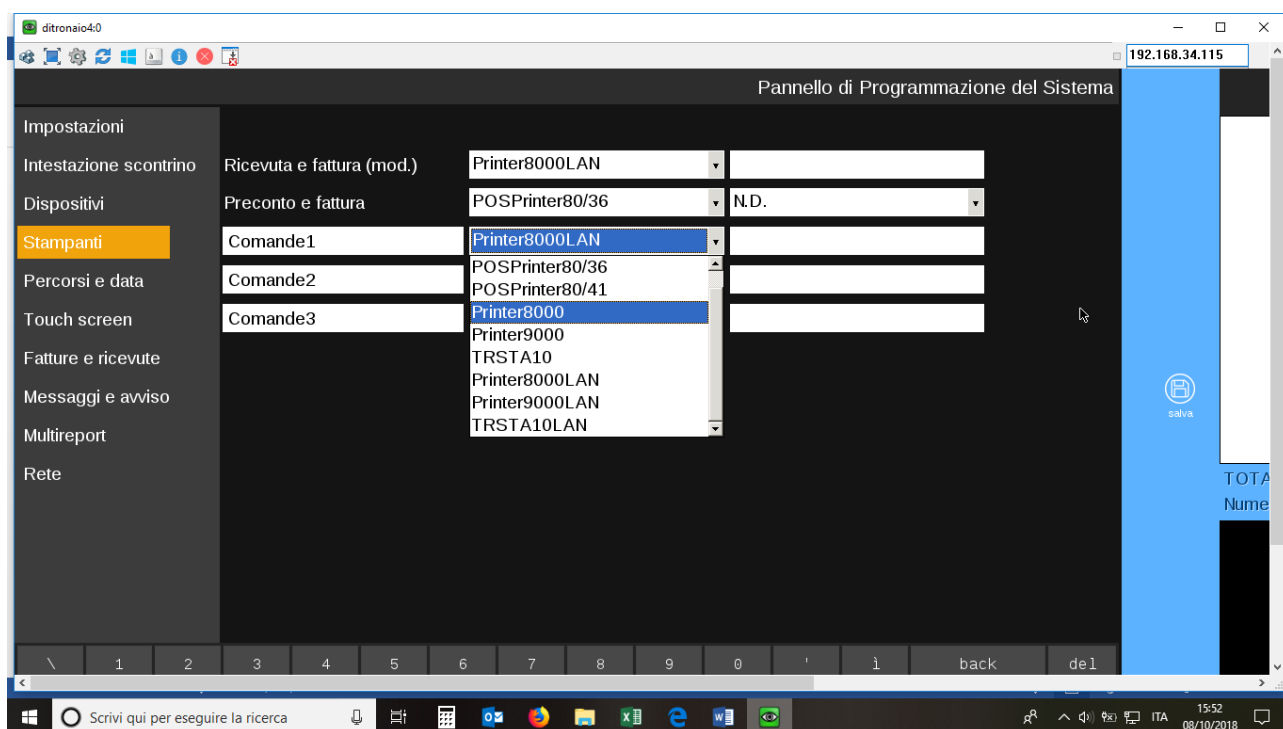 ditronaio4:0
192.168.34.115
Pannello di Programmazione del Sistema
Impostazioni
Intestazione scontrino
Dispositivi
Stampanti
Percorsi e data
Touch screen
Fatture e ricevute
Messaggi e avviso
Multireport
Rete
Ricevuta e fattura (mod.) Printer8000LAN
Preconto e fattura POSPrinter80/36 N.D.
Comande1 Printer8000LAN
Comande2
Comande3
POSPrinter80/36
POSPrinter80/41
Printer8000
Printer9000
TRSTA10
Printer8000LAN
Printer9000LAN
TRSTA10LAN
salva
TOTA
Nume
\ 1 2 3 4 5 6 7 8 9 0 ' ì back del
Scrivi qui per eseguire la ricerca
ITA
15:52
08/10/2018